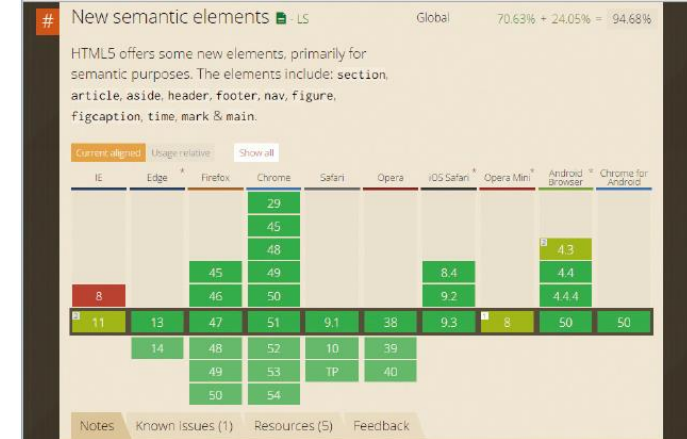 #
New semantic elements - LS
Global 70.63% + 24.05% = 94.68%
HTML5 offers some new elements, primarily for
semantic purposes. The elements include: section,
article, aside, header, footer, nav, figure,
figcaption, time, mark & main.
Current aligned Usage relative Show all
IE Edge * Firefox Chrome Safari Opera iOS Safari * Opera Mini * Android Browser * Chrome for Android
29
45
48 2 4.3
45 49 8.4 4.4
8 46 50 9.2 4.4.4
2 11 13 47 51 9.1 38 9.3 1 8 50 50
14 48 52 10 39
49 53 TP 40
50 54
Notes Known issues (1) Resources (5) Feedback